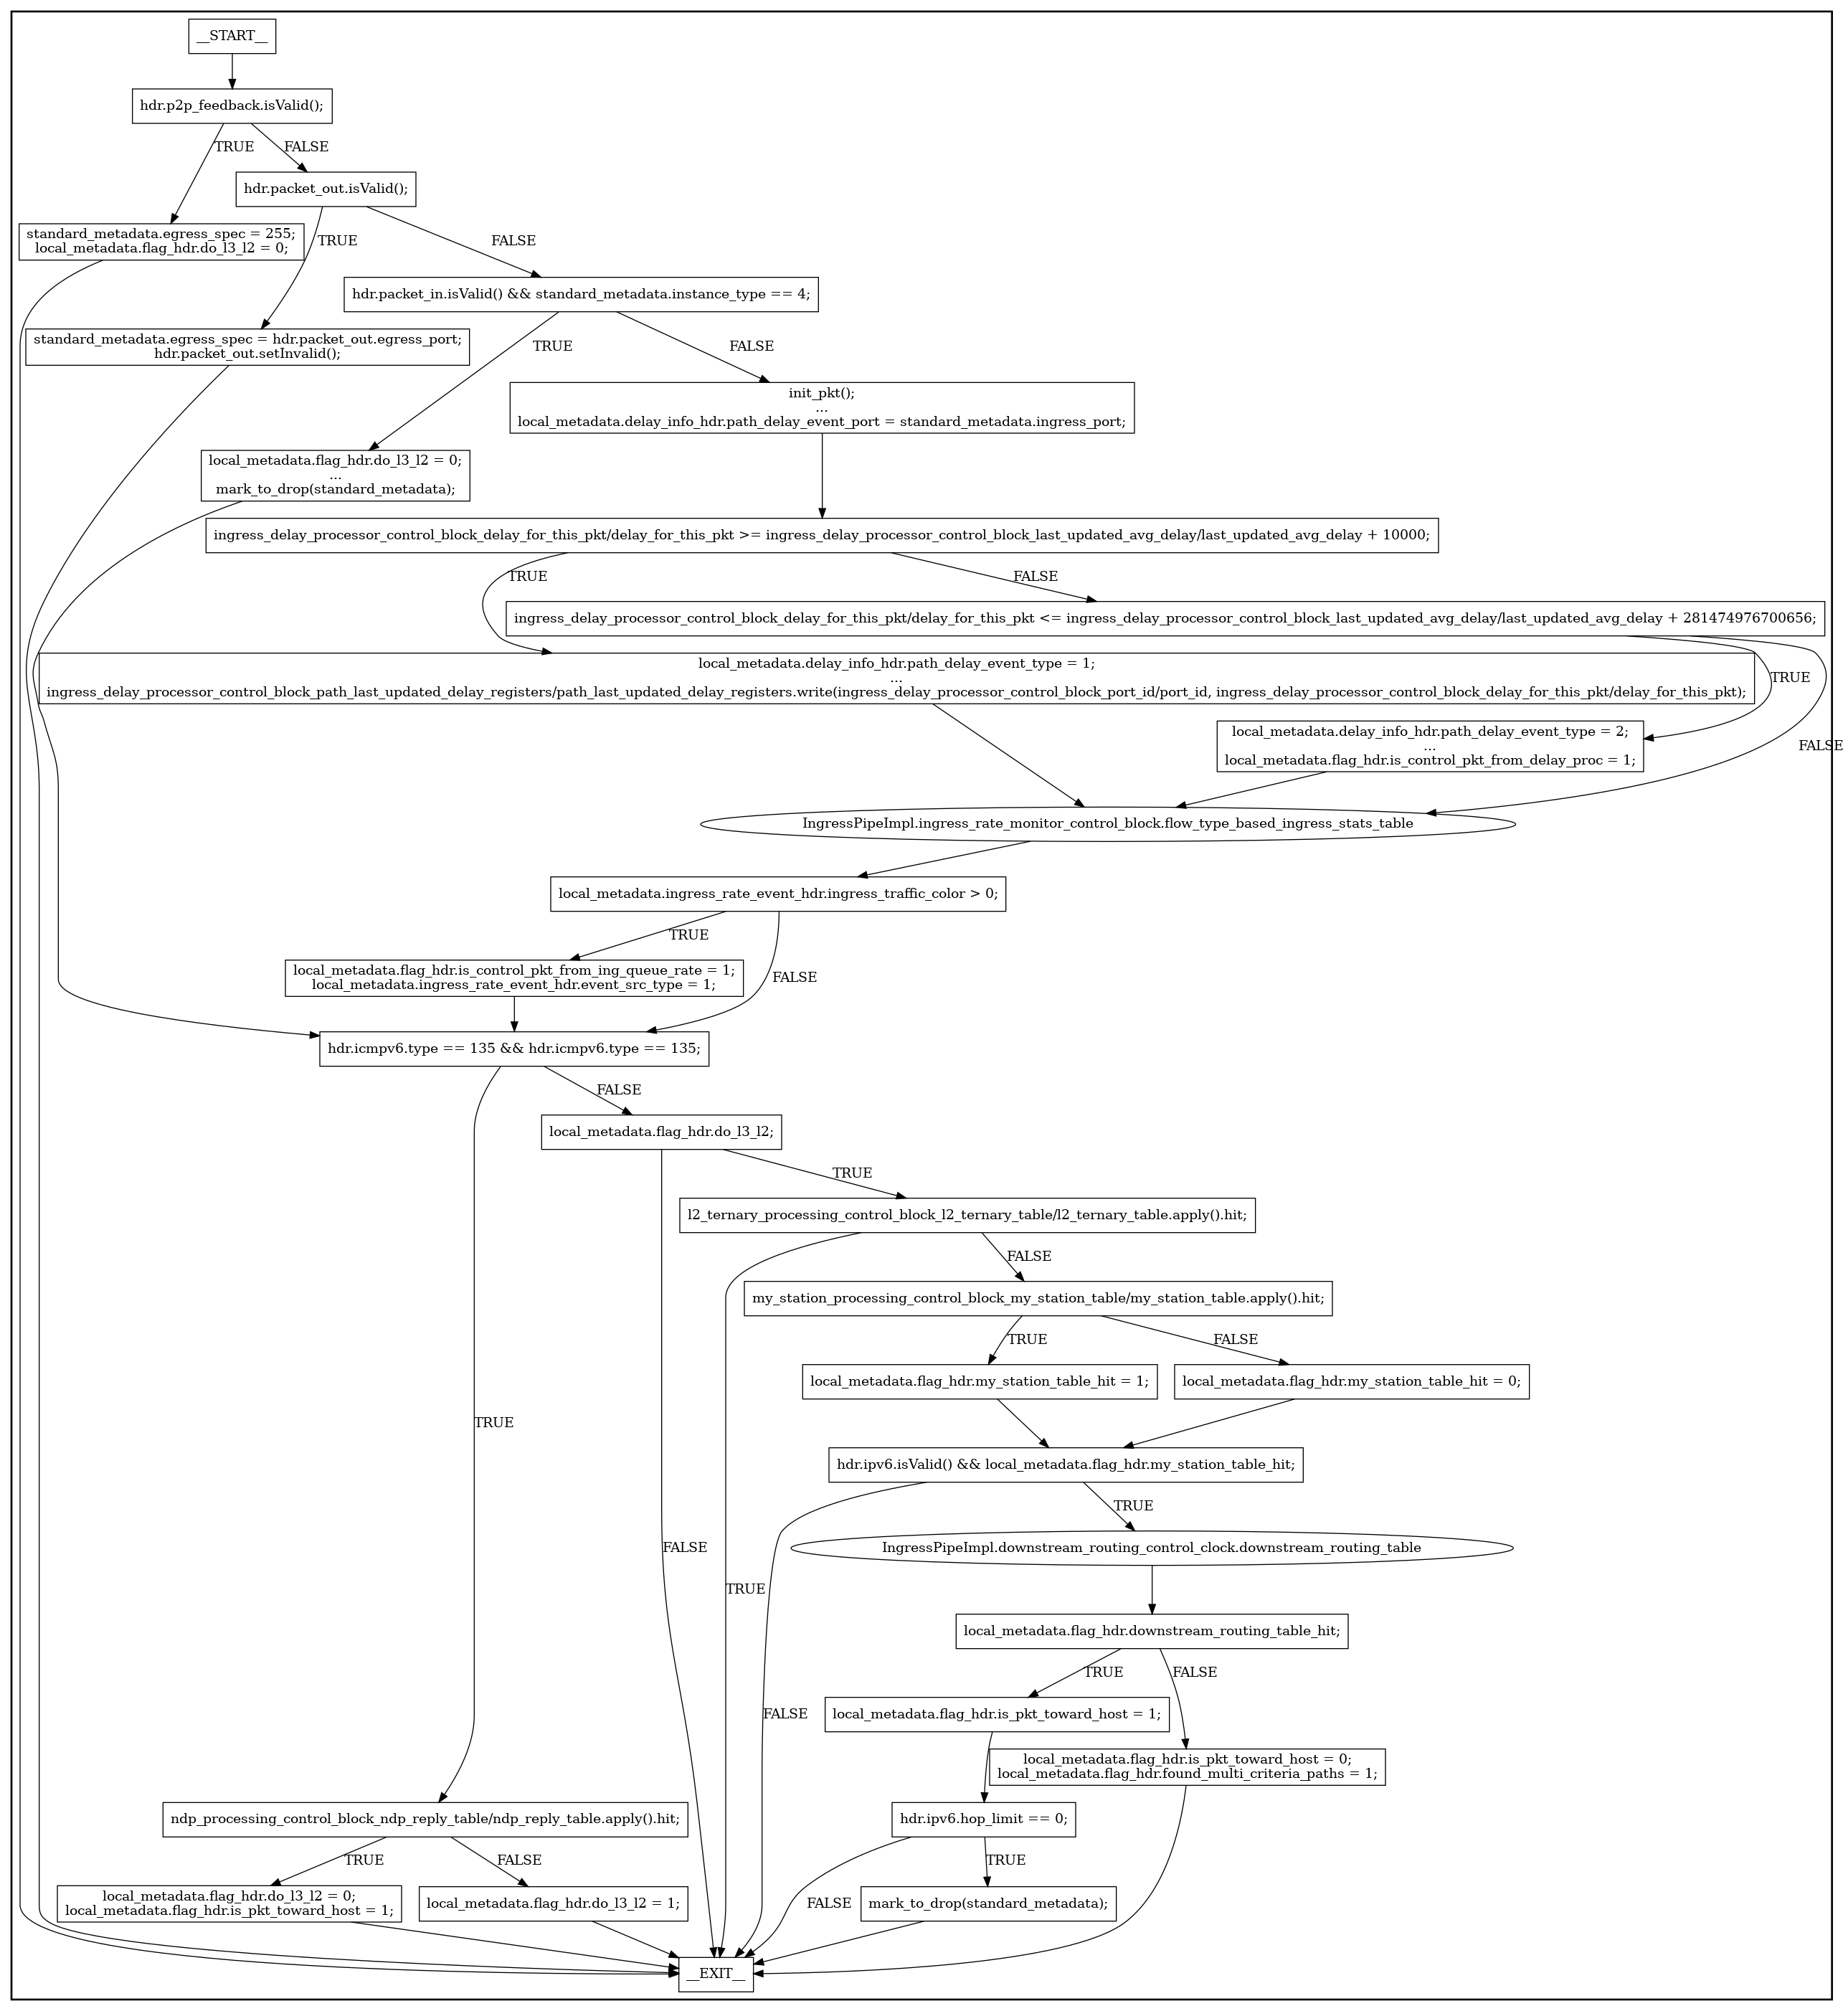 __START__
hdr.p2p_feedback.isValid();
TRUE
FALSE
hdr.packet_out.isValid();
standard_metadata.egress_spec = 255;
local_metadata.flag_hdr.do_l3_l2 = 0;
TRUE
FALSE
hdr.packet_in.isValid() && standard_metadata.instance_type == 4;
standard_metadata.egress_spec = hdr.packet_out.egress_port;
hdr.packet_out.setInvalid();
TRUE
FALSE
init_pkt();
...
local_metadata.delay_info_hdr.path_delay_event_port = standard_metadata.ingress_port;
local_metadata.flag_hdr.do_l3_l2 = 0;
...
mark_to_drop(standard_metadata);
ingress_delay_processor_control_block_delay_for_this_pkt/delay_for_this_pkt >= ingress_delay_processor_control_block_last_updated_avg_delay/last_updated_avg_delay + 10000;
TRUE
FALSE
ingress_delay_processor_control_block_delay_for_this_pkt/delay_for_this_pkt <= ingress_delay_processor_control_block_last_updated_avg_delay/last_updated_avg_delay + 281474976700656;
local_metadata.delay_info_hdr.path_delay_event_type = 1;
...
ingress_delay_processor_control_block_path_last_updated_delay_registers/path_last_updated_delay_registers.write(ingress_delay_processor_control_block_port_id/port_id, ingress_delay_processor_control_block_delay_for_this_pkt/delay_for_this_pkt);
TRUE
FALSE
local_metadata.delay_info_hdr.path_delay_event_type = 2;
...
local_metadata.flag_hdr.is_control_pkt_from_delay_proc = 1;
IngressPipeImpl.ingress_rate_monitor_control_block.flow_type_based_ingress_stats_table
local_metadata.ingress_rate_event_hdr.ingress_traffic_color > 0;
TRUE
FALSE
local_metadata.flag_hdr.is_control_pkt_from_ing_queue_rate = 1;
local_metadata.ingress_rate_event_hdr.event_src_type = 1;
hdr.icmpv6.type == 135 && hdr.icmpv6.type == 135;
FALSE
local_metadata.flag_hdr.do_l3_l2;
TRUE
l2_ternary_processing_control_block_l2_ternary_table/l2_ternary_table.apply().hit;
FALSE
my_station_processing_control_block_my_station_table/my_station_table.apply().hit;
TRUE
FALSE
local_metadata.flag_hdr.my_station_table_hit = 1;
local_metadata.flag_hdr.my_station_table_hit = 0;
TRUE
hdr.ipv6.isValid() && local_metadata.flag_hdr.my_station_table_hit;
TRUE
FALSE
IngressPipeImpl.downstream_routing_control_clock.downstream_routing_table
TRUE
local_metadata.flag_hdr.downstream_routing_table_hit;
TRUE
FALSE
FALSE
local_metadata.flag_hdr.is_pkt_toward_host = 1;
local_metadata.flag_hdr.is_pkt_toward_host = 0;
local_metadata.flag_hdr.found_multi_criteria_paths = 1;
ndp_processing_control_block_ndp_reply_table/ndp_reply_table.apply().hit;
hdr.ipv6.hop_limit == 0;
TRUE
FALSE
TRUE
FALSE
local_metadata.flag_hdr.do_l3_l2 = 0;
local_metadata.flag_hdr.is_pkt_toward_host = 1;
local_metadata.flag_hdr.do_l3_l2 = 1;
mark_to_drop(standard_metadata);
__EXIT__